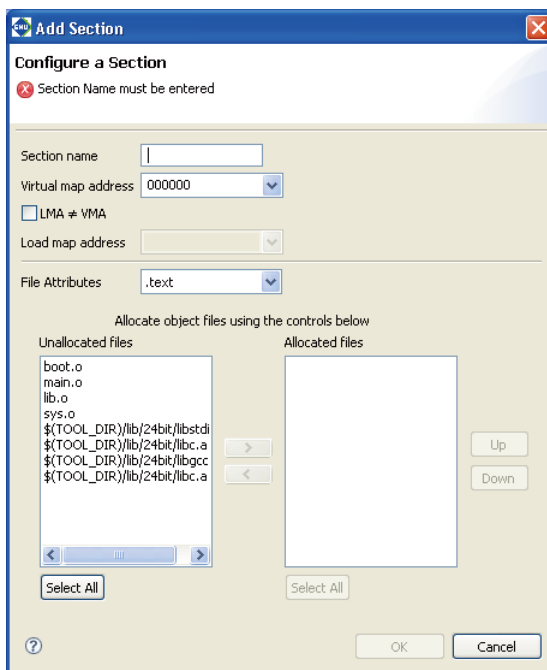 GNU Add Section
Configure a Section
Section Name must be entered
Section name
Virtual map address 000000
LMA ≠ VMA
Load map address
File Attributes .text
Allocate object files using the controls below
Unallocated files Allocated files
boot.o
main.o
lib.o
sys.o
$(TOOL_DIR)/lib/24bit/libstdi
$(TOOL_DIR)/lib/24bit/libc.a
$(TOOL_DIR)/lib/24bit/libgcc
$(TOOL_DIR)/lib/24bit/libc.a
>
<
Up
Down
Select All Select All
? OK Cancel